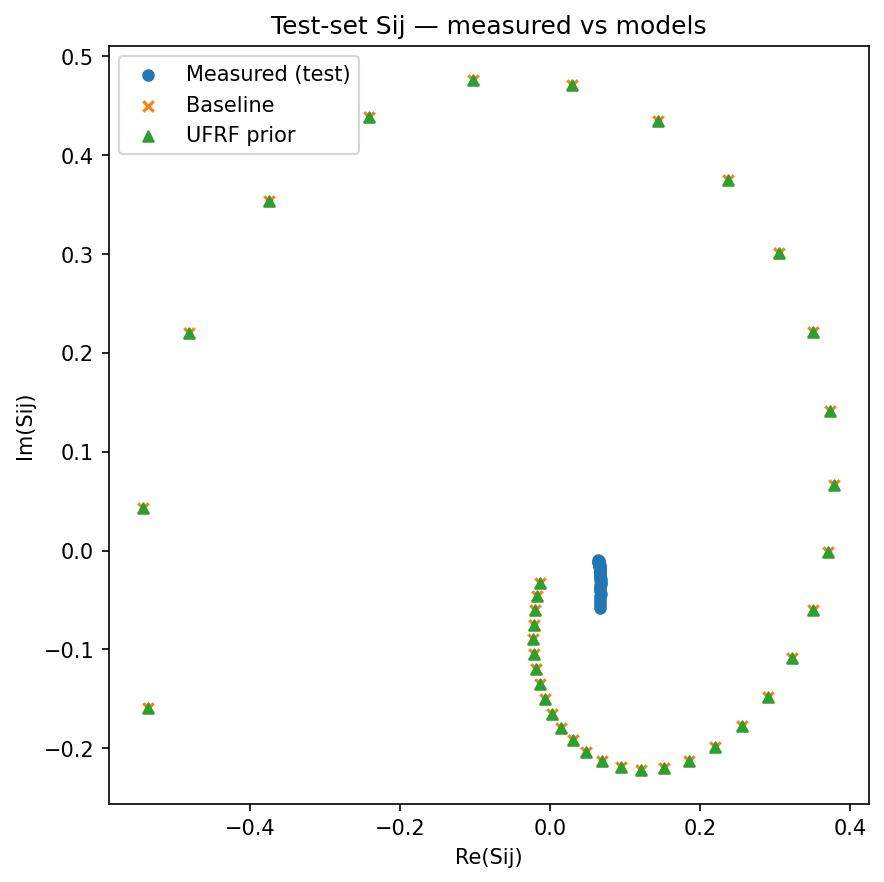 Test-set Sij — measured vs models
Measured (test)
Baseline
UFRF prior
0.5
0.4
0.3
0.2
0.1
0.0
−0.1
−0.2
Im(Sij)
−0.4
−0.2
0.0
0.2
0.4
Re(Sij)